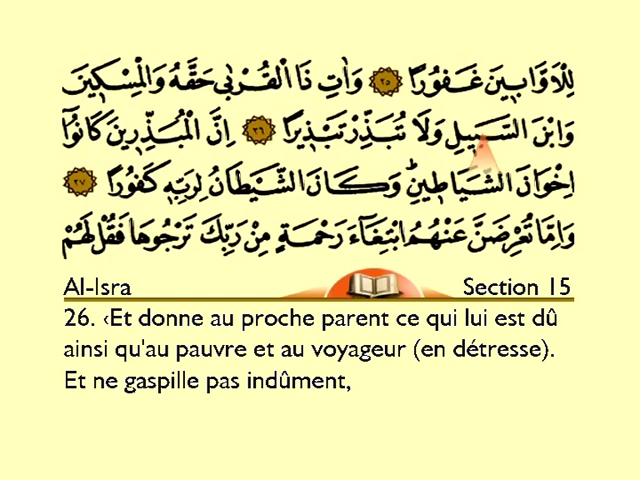 لِلْاَوَّابٖينَ غَفُورًا ﴿٢٥﴾ وَاٰتِ ذَا الْقُرْبٰى حَقَّهُ وَالْمِسْكٖينَ
وَابْنَ السَّبٖيلِ وَلَا تُبَذِّرْ تَبْذٖيرًا ﴿٢٦﴾ اِنَّ الْمُبَذِّرٖينَ كَانُٓوا
اِخْوَانَ الشَّيَاطٖينِ وَكَانَ الشَّيْطَانُ لِرَبِّهٖ كَفُورًا ﴿٢٧﴾
وَاِمَّا تُعْرِضَنَّ عَنْهُمُ ابْتِغَٓاءَ رَحْمَةٍ مِنْ رَبِّكَ تَرْجُوهَا فَقُلْ لَهُمْ
Al-Isra Section 15
26. ‹Et donne au proche parent ce qui lui est dû
ainsi qu'au pauvre et au voyageur (en détresse).
Et ne gaspille pas indûment,